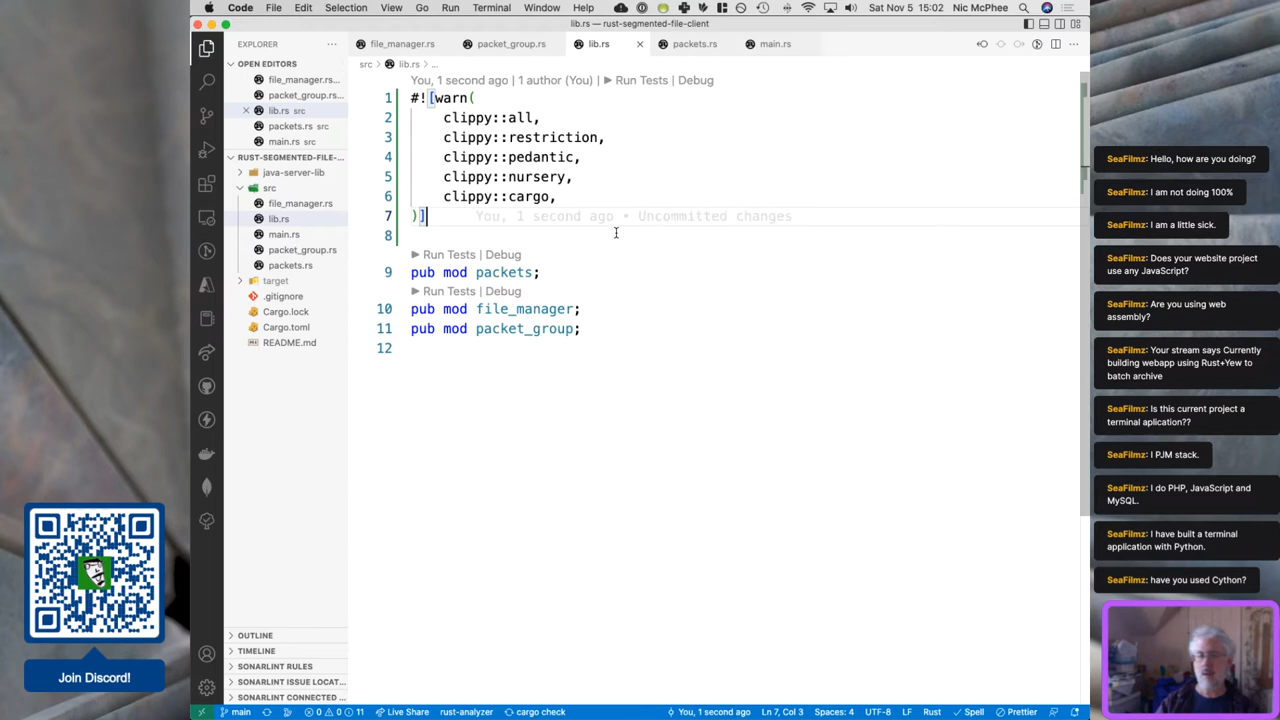 Code File Edit Selection View Go Run Terminal Window Help Sat Nov 5 15:02 Nic McPhee
lib.rs — rust-segmented-file-client
EXPLORER
file_manager.rs packet_group.rs lib.rs packets.rs main.rs
OPEN EDITORS
file_manager.rs...
packet_group.rs...
lib.rs src
packets.rs src
main.rs src
RUST-SEGMENTED-FILE-...
java-server-lib
src
file_manager.rs
lib.rs
main.rs
packet_group.rs
packets.rs
target
.gitignore
Cargo.lock
Cargo.toml
README.md
OUTLINE
TIMELINE
SONARLINT RULES
SONARLINT ISSUE LOCAT...
SONARLINT CONNECTED ...
src > lib.rs > ...
You, 1 second ago | 1 author (You) | Run Tests | Debug
1 #![warn(
2 clippy::all,
3 clippy::restriction,
4 clippy::pedantic,
5 clippy::nursery,
6 clippy::cargo,
7 )] You, 1 second ago • Uncommitted changes
8
Run Tests | Debug
9 pub mod packets;
Run Tests | Debug
10 pub mod file_manager;
11 pub mod packet_group;
12
main 0 0 11 Live Share rust-analyzer cargo check You, 1 second ago Ln 7, Col 3 Spaces: 4 UTF-8 LF Rust Spell Prettier
Join Discord!
SeaFilmz: Hello, how are you doing?
SeaFilmz: I am not doing 100%
SeaFilmz: I am a little sick.
SeaFilmz: Does your website project
use any JavaScript?
SeaFilmz: Are you using web
assembly?
SeaFilmz: Your stream says Currently
building webapp using Rust+Yew to
batch archive
SeaFilmz: Is this current project a
terminal aplication??
SeaFilmz: I PJM stack.
SeaFilmz: I do PHP, JavaScript and
MySQL.
SeaFilmz: I have built a terminal
application with Python.
SeaFilmz: have you used Cython?